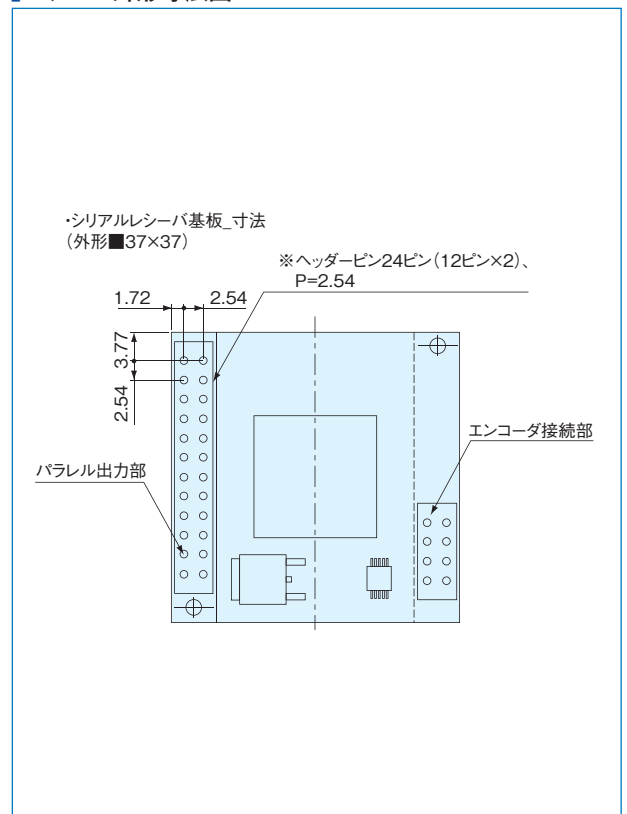 ・シリアルレシーバ基板_寸法
（外形■37×37）
※ヘッダーピン24ピン（12ピン×2）、
P=2.54
1.72
2.54
3.77
2.54
エンコーダ接続部
パラレル出力部